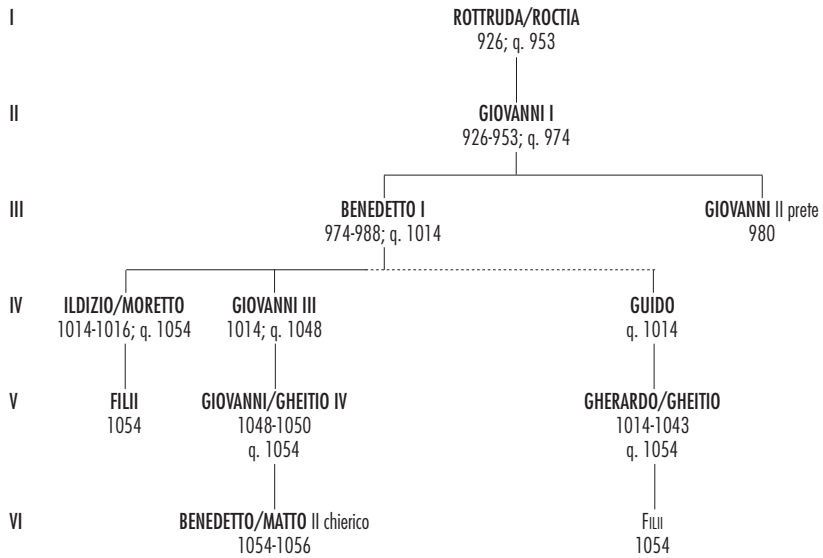 I
ROTTRUDA/ROCTIA
926; q. 953
II
GIOVANNI I
926-953; q. 974
III
BENEDETTO I
974-988; q. 1014
GIOVANNI II prete
980
IV
ILDIZIO/MORETTO
1014-1016; q. 1054
GIOVANNI III
1014; q. 1048
GUIDO
q. 1014
V
FILII
1054
GIOVANNI/GHEITIO IV
1048-1050
q. 1054
GHERARDO/GHEITIO
1014-1043
q. 1054
VI
BENEDETTO/MATTO II chierico
1054-1056
FILII
1054